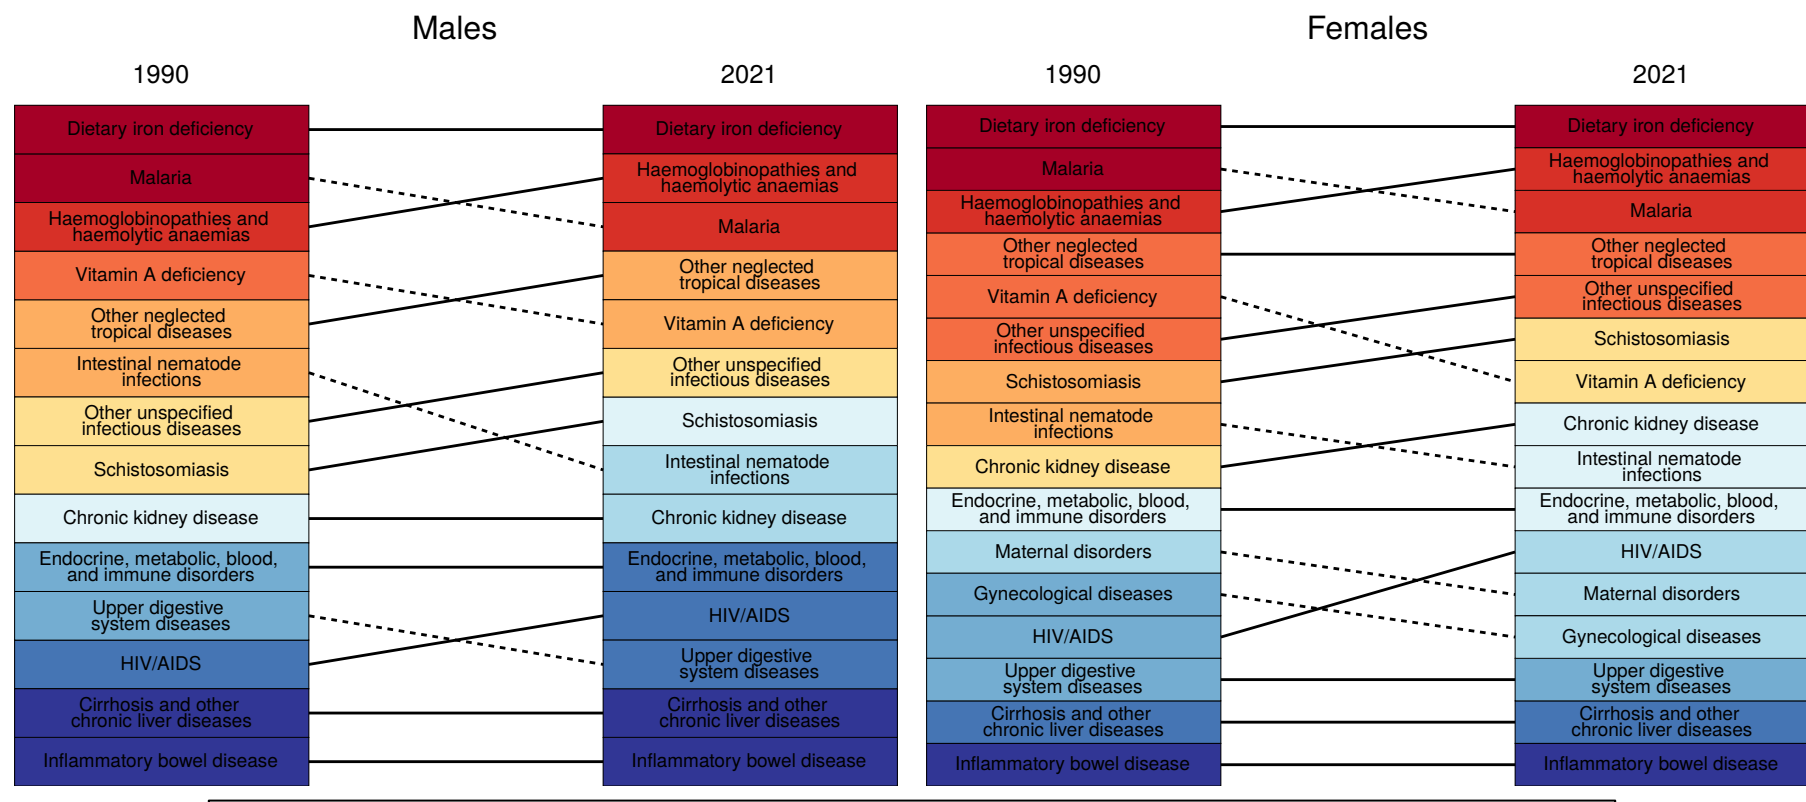 Males
1990
Dietary iron deficiency
Malaria
Haemoglobinopathies and
haemolytic anaemias
Vitamin A deficiency
Other neglected
tropical diseases
Intestinal nematode
infections
Other unspecified
infectious diseases
Schistosomiasis
Chronic kidney disease
Endocrine, metabolic, blood,
and immune disorders
Upper digestive
system diseases
HIV/AIDS
Cirrhosis and other
chronic liver diseases
Inflammatory bowel disease
2021
Dietary iron deficiency
Haemoglobinopathies and
haemolytic anaemias
Malaria
Other neglected
tropical diseases
Vitamin A deficiency
Other unspecified
infectious diseases
Schistosomiasis
Intestinal nematode
infections
Chronic kidney disease
Endocrine, metabolic, blood,
and immune disorders
HIV/AIDS
Upper digestive
system diseases
Cirrhosis and other
chronic liver diseases
Inflammatory bowel disease
Females
1990
Dietary iron deficiency
Malaria
Haemoglobinopathies and
haemolytic anaemias
Other neglected
tropical diseases
Vitamin A deficiency
Other unspecified
infectious diseases
Schistosomiasis
Intestinal nematode
infections
Chronic kidney disease
Endocrine, metabolic, blood,
and immune disorders
Maternal disorders
Gynecological diseases
HIV/AIDS
Upper digestive
system diseases
Cirrhosis and other
chronic liver diseases
Inflammatory bowel disease
2021
Dietary iron deficiency
Haemoglobinopathies and
haemolytic anaemias
Malaria
Other neglected
tropical diseases
Other unspecified
infectious diseases
Schistosomiasis
Vitamin A deficiency
Chronic kidney disease
Intestinal nematode
infections
Endocrine, metabolic, blood,
and immune disorders
HIV/AIDS
Maternal disorders
Gynecological diseases
Upper digestive
system diseases
Cirrhosis and other
chronic liver diseases
Inflammatory bowel disease